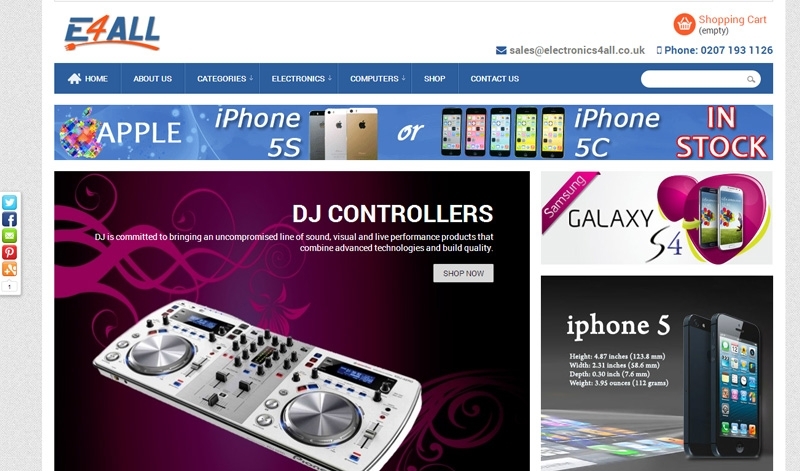 E4ALL
Shopping Cart
(empty)
sales@electronics4all.co.uk
Phone: 0207 193 1126
HOME
ABOUT US
CATEGORIES
ELECTRONICS
COMPUTERS
SHOP
CONTACT US
APPLE
iPhone
5S
or
iPhone
5C
IN
STOCK
DJ CONTROLLERS
DJ is committed to bringing an uncompromised line of sound, visual and live performance products that
combine advanced technologies and build quality.
SHOP NOW
Samsung
GALAXY
S4
iphone 5
Height: 4.87 inches (123.8 mm)
Width: 2.31 inches (58.6 mm)
Depth: 0.30 inch (7.6 mm)
Weight: 3.95 ounces (112 grams)
1